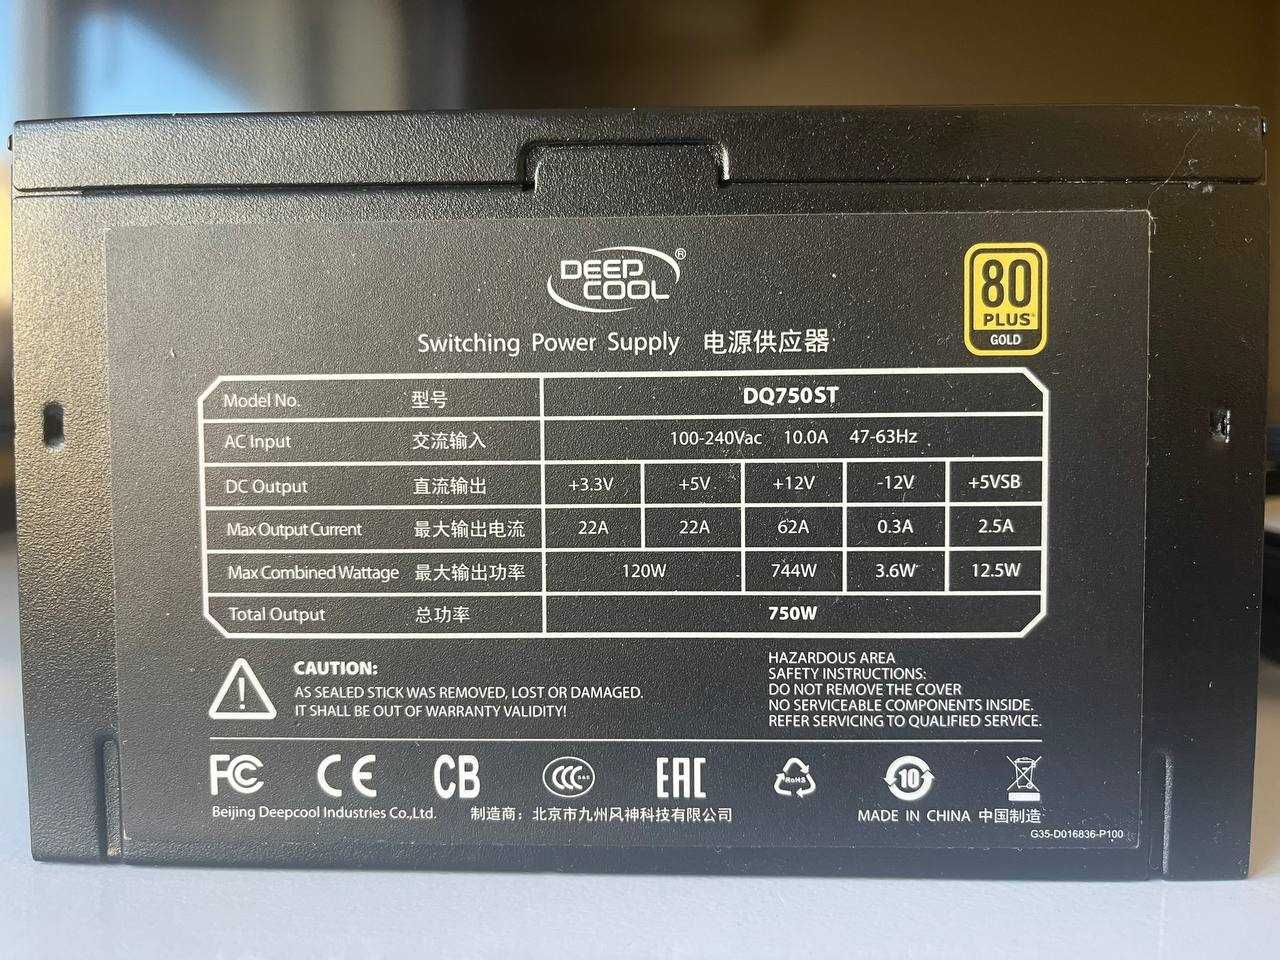 DEEP
COOL®
80
PLUS®
GOLD
Switching Power Supply 电源供应器
Model No. 型号 DQ750ST
AC Input 交流输入 100-240Vac 10.0A 47-63Hz
DC Output 直流输出 +3.3V +5V +12V -12V +5VSB
Max Output Current 最大输出电流 22A 22A 62A 0.3A 2.5A
Max Combined Wattage 最大输出功率 120W 744W 3.6W 12.5W
Total Output 总功率 750W
CAUTION:
AS SEALED STICK WAS REMOVED, LOST OR DAMAGED.
IT SHALL BE OUT OF WARRANTY VALIDITY!
HAZARDOUS AREA
SAFETY INSTRUCTIONS:
DO NOT REMOVE THE COVER
NO SERVICEABLE COMPONENTS INSIDE.
REFER SERVICING TO QUALIFIED SERVICE.
FC CE CB CCC S&E EAC RoHS 10
Beijing Deepcool Industries Co.,Ltd. 制造商：北京市九州风神科技有限公司 MADE IN CHINA 中国制造
G35-D016836-P100